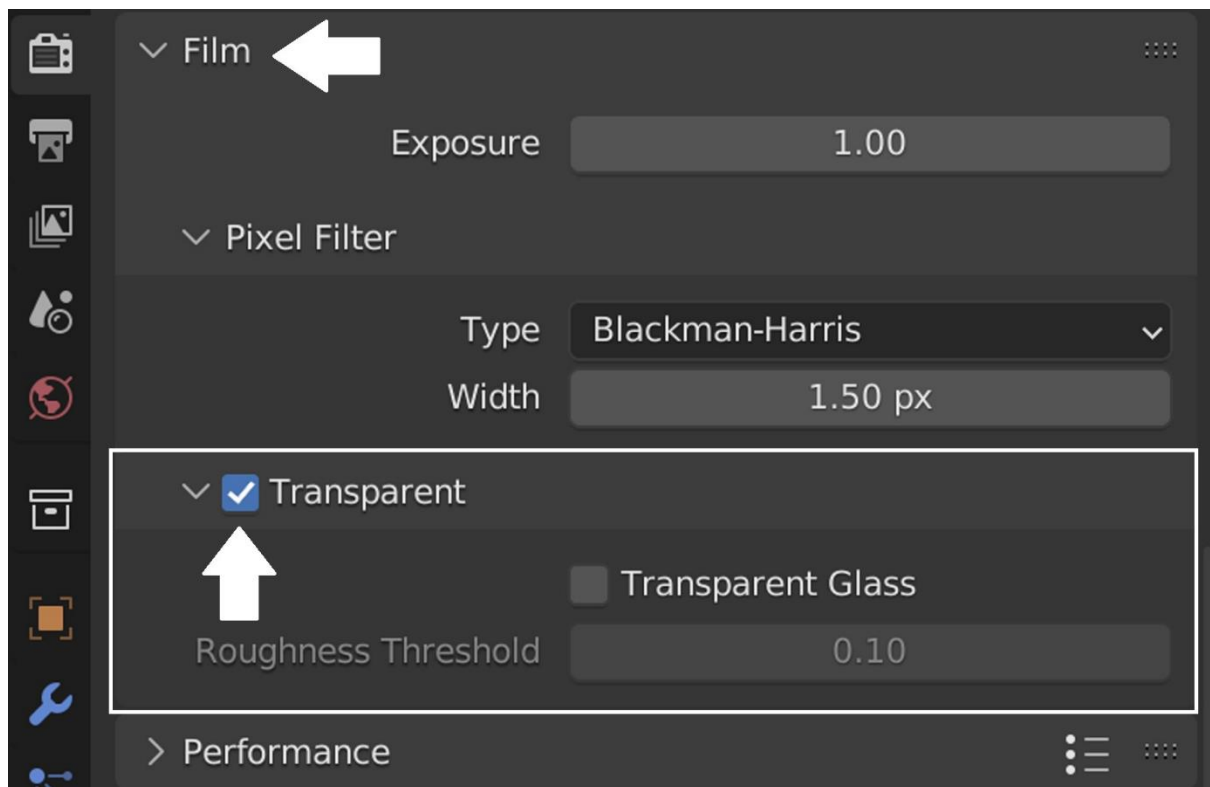 Film
Exposure 1.00
Pixel Filter
Type Blackman-Harris
Width 1.50 px
Transparent
Transparent Glass
Roughness Threshold 0.10
Performance